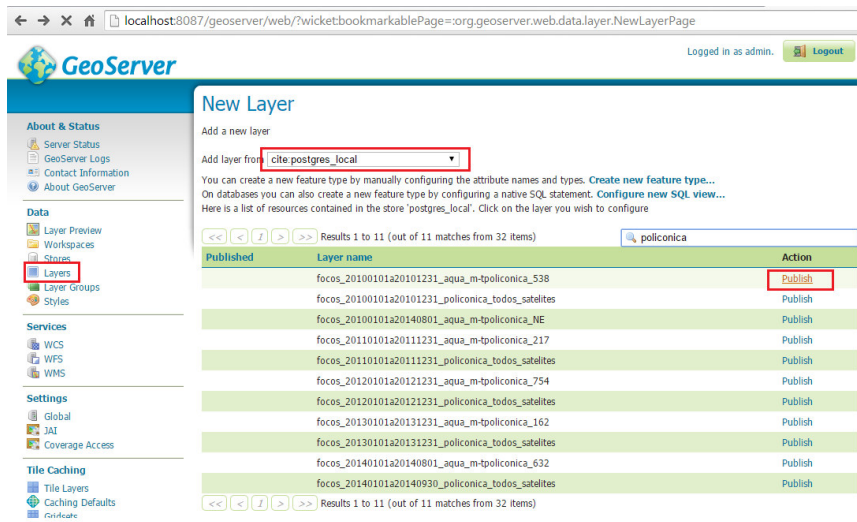 localhost:8087/geoserver/web/?wicket:bookmarkablePage=:org.geoserver.web.data.layer.NewLayerPage
GeoServer
Logged in as admin.
Logout
About & Status
Server Status
GeoServer Logs
Contact Information
About GeoServer
Data
Layer Preview
Workspaces
Stores
Layers
Layer Groups
Styles
Services
WCS
WFS
WMS
Settings
Global
JAI
Coverage Access
Tile Caching
Tile Layers
Caching Defaults
Gridsets
New Layer
Add a new layer
Add layer from cite:postgres_local
You can create a new feature type by manually configuring the attribute names and types. Create new feature type...
On databases you can also create a new feature type by configuring a native SQL statement. Configure new SQL view...
Here is a list of resources contained in the store 'postgres_local'. Click on the layer you wish to configure
<< < 1 > >> Results 1 to 11 (out of 11 matches from 32 items) policonica
Published Layer name Action
focos_20100101a20101231_aqua_m-tpoliconica_538 Publish
focos_20100101a20101231_policonica_todos_satelites Publish
focos_20100101a20140801_aqua_m-tpoliconica_NE Publish
focos_20110101a20111231_aqua_m-tpoliconica_217 Publish
focos_20110101a20111231_policonica_todos_satelites Publish
focos_20120101a20121231_aqua_m-tpoliconica_754 Publish
focos_20120101a20121231_policonica_todos_satelites Publish
focos_20130101a20131231_aqua_m-tpoliconica_162 Publish
focos_20130101a20131231_policonica_todos_satelites Publish
focos_20140101a20140801_aqua_m-tpoliconica_632 Publish
focos_20140101a20140930_policonica_todos_satelites Publish
<< < 1 > >> Results 1 to 11 (out of 11 matches from 32 items)